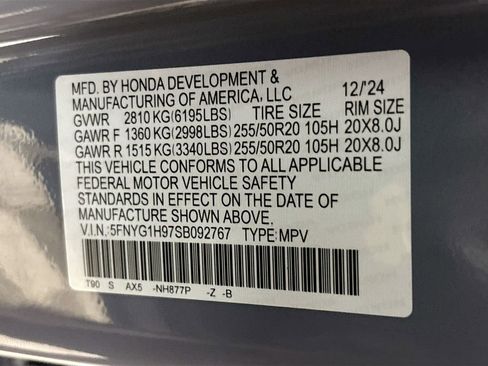 MFD. BY HONDA DEVELOPMENT &
MANUFACTURING OF AMERICA, LLC 12/'24
GVWR 2810 KG(6195LBS) TIRE SIZE RIM SIZE
GAWR F 1360 KG(2998LBS) 255/50R20 105H 20X8.0J
GAWR R 1515 KG(3340LBS) 255/50R20 105H 20X8.0J
THIS VEHICLE CONFORMS TO ALL APPLICABLE
FEDERAL MOTOR VEHICLE SAFETY
STANDARDS IN EFFECT ON THE DATE OF
MANUFACTURE SHOWN ABOVE.
V.I.N.:5FNYG1H97SB092767 TYPE:MPV
T90 S AX5 -NH877P -Z -B